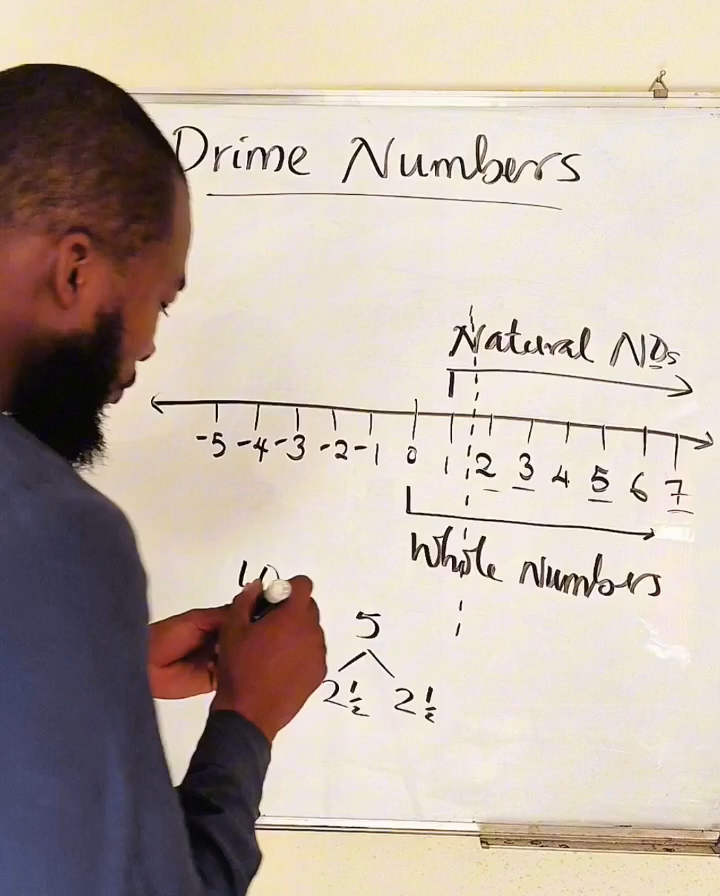 Prime Numbers
Natural NOs
-5 -4 -3 -2 -1 0 1 2 3 4 5 6 7
Whole Numbers
5
2½ 2½